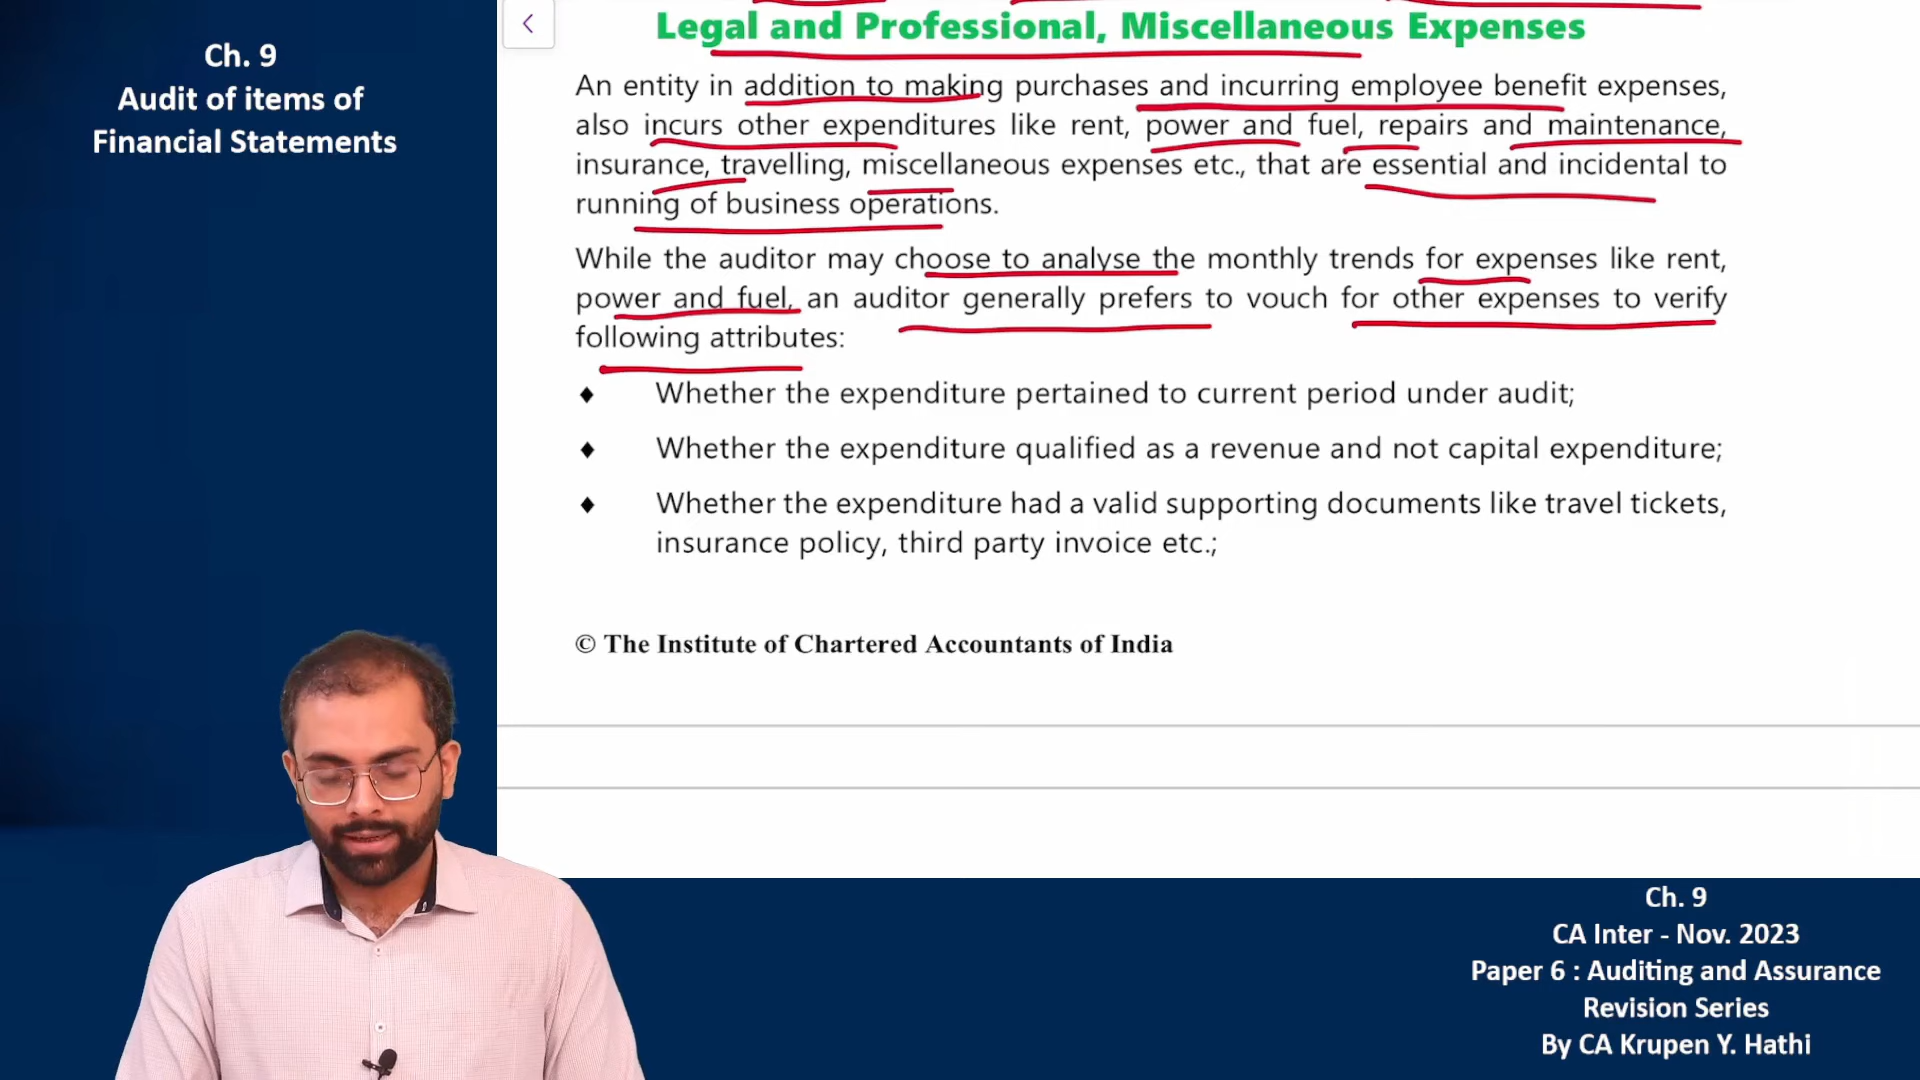 Ch. 9
Audit of items of
Financial Statements
Legal and Professional, Miscellaneous Expenses
An entity in addition to making purchases and incurring employee benefit expenses,
also incurs other expenditures like rent, power and fuel, repairs and maintenance,
insurance, travelling, miscellaneous expenses etc., that are essential and incidental to
running of business operations.
While the auditor may choose to analyse the monthly trends for expenses like rent,
power and fuel, an auditor generally prefers to vouch for other expenses to verify
following attributes:
♦ Whether the expenditure pertained to current period under audit;
♦ Whether the expenditure qualified as a revenue and not capital expenditure;
♦ Whether the expenditure had a valid supporting documents like travel tickets,
insurance policy, third party invoice etc.;
© The Institute of Chartered Accountants of India
Ch. 9
CA Inter - Nov. 2023
Paper 6 : Auditing and Assurance
Revision Series
By CA Krupen Y. Hathi